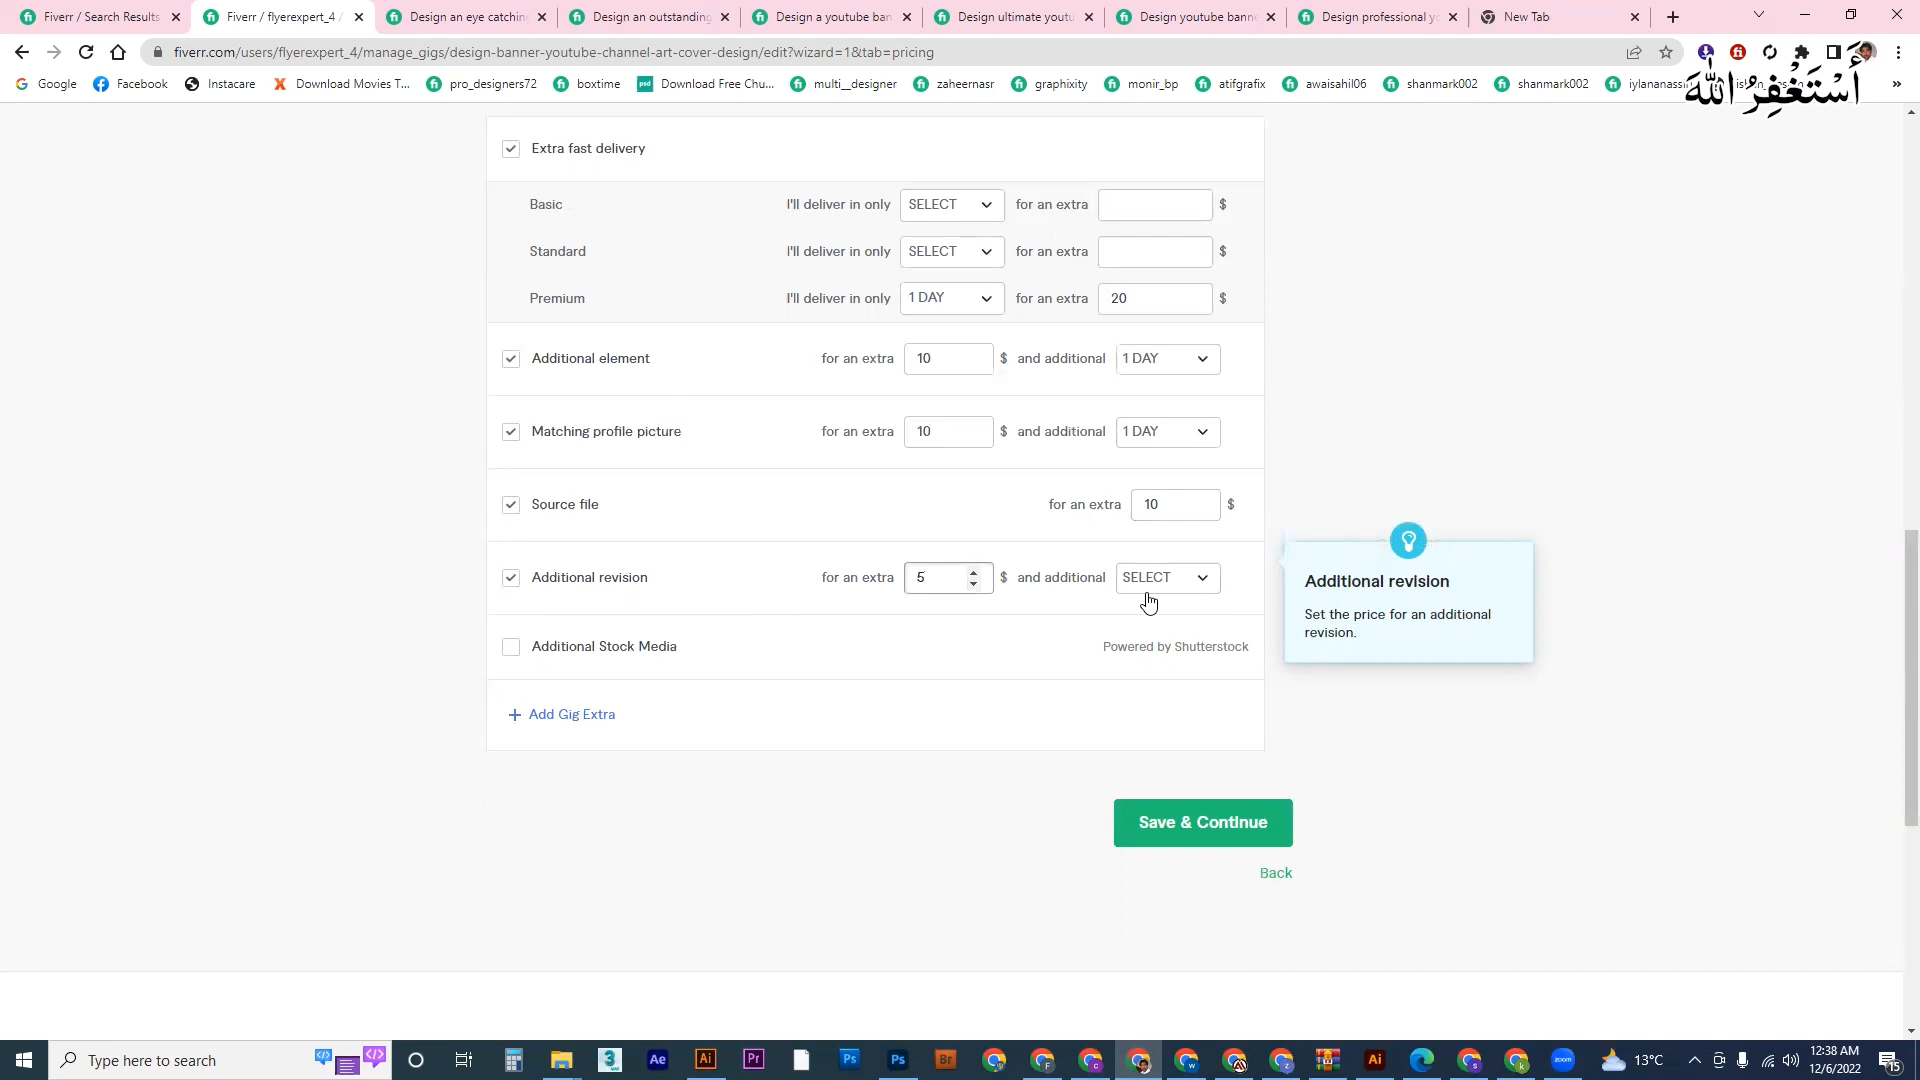 Fiverr / Search Results
Fiverr / flyerexpert_4 /
Design an eye catchin
Design an outstanding
Design a youtube ban
Design ultimate youtu
Design youtube bann
Design professional yo
New Tab
fiverr.com/users/flyerexpert_4/manage_gigs/design-banner-youtube-channel-art-cover-design/edit?wizard=1&tab=pricing
Google
Facebook
Instacare
Download Movies T...
pro_designers72
boxtime
Download Free Chu...
multi__designer
zaheernasr
graphixity
monir_bp
atifgrafix
awaisahil06
shanmark002
shanmark002
»
أَسْتَغْفِرُ اللّٰهَ
Extra fast delivery
Basic I'll deliver in only SELECT for an extra $
Standard I'll deliver in only SELECT for an extra $
Premium I'll deliver in only 1 DAY for an extra 20 $
Additional element for an extra 10 $ and additional 1 DAY
Matching profile picture for an extra 10 $ and additional 1 DAY
Source file for an extra 10 $
Additional revision for an extra 5 $ and additional SELECT
Additional revision
Set the price for an additional
revision.
Additional Stock Media Powered by Shutterstock
+ Add Gig Extra
Save & Continue
Back
Type here to search
13°C
12:38 AM
12/6/2022
15